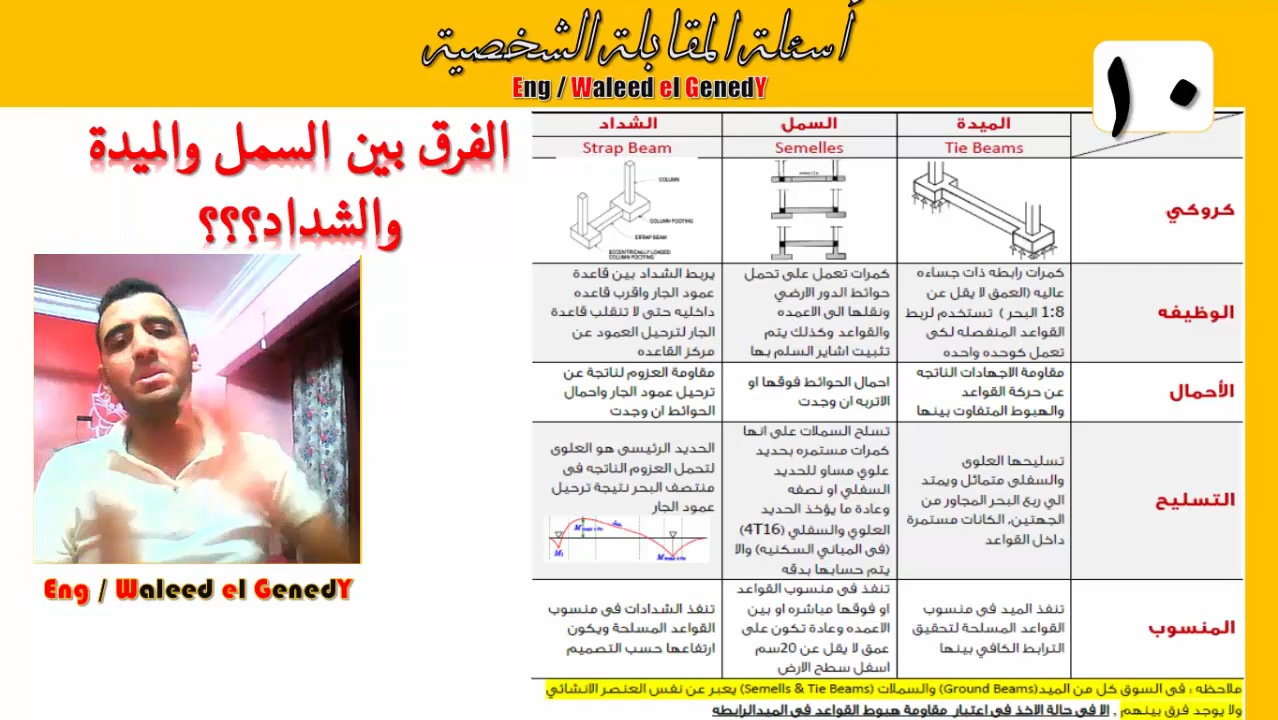 أسئلة المقابلة الشخصية
Eng / Waleed el GenedY
١٠
الفرق بين السمل والميدة
والشداد؟؟؟
Eng / Waleed el GenedY
الميدة
السمل
الشداد
Tie Beams
Semelles
Strap Beam
كروكي
COLUMN
COLUMN FOOTING
STRAP BEAM
ECCENTRICALLY LOADED
COLUMN FOOTING
الوظيفه
كمرات رابطه ذات جساءه
عاليه (العمق لا يقل عن
1:8 البحر ) تستخدم لربط
القواعد المنفصله لكى
تعمل كوحده واحده
كمرات تعمل على تحمل
حوائط الدور الارضي
ونقلها الى الاعمده
والقواعد وكذلك يتم
تثبيت اشاير السلم بها
يربط الشداد بين قاعدة
عمود الجار واقرب قاعده
داخليه حتى لا تنقلب قاعدة
الجار لترحيل العمود عن
مركز القاعده
الأحمال
مقاومة الاجهادات الناتجه
عن حركة القواعد
والهبوط المتفاوت بينها
احمال الحوائط فوقها او
الاتربه ان وجدت
مقاومة العزوم لناتجة عن
ترحيل عمود الجار واحمال
الحوائط ان وجدت
التسليح
تسليحها العلوى
والسفلى متماثل ويمتد
الي ربع البحر المجاور من
الجهتين, الكانات مستمرة
داخل القواعد
تسلح السملات على انها
كمرات مستمره بحديد
علوي مساو للحديد
السفلي او نصفه
وعادة ما يؤخذ الحديد
العلوي والسفلي (4T16)
(فى المباني السكنيه) والا
يتم حسابها بدقه
الحديد الرئيسى هو العلوى
لتحمل العزوم الناتجه فى
منتصف البحر نتيجة ترحيل
عمود الجار
المنسوب
تنفذ الميد فى منسوب
القواعد المسلحة لتحقيق
الترابط الكافي بينها
تنفذ فى منسوب القواعد
او فوقها مباشره او بين
الاعمده وعادة تكون على
عمق لا يقل عن 20سم
اسفل سطح الارض
تنفذ الشدادات فى منسوب
القواعد المسلحة ويكون
ارتفاعها حسب التصميم
ملاحظه : فى السوق كل من الميد(Ground Beams) والسملات (Semells & Tie Beams) يعبر عن نفس العنصر الانشائي
ولا يوجد فرق بينهم , الا في حالة الاخذ في اعتبار مقاومة هبوط القواعد في الميدالرابطه